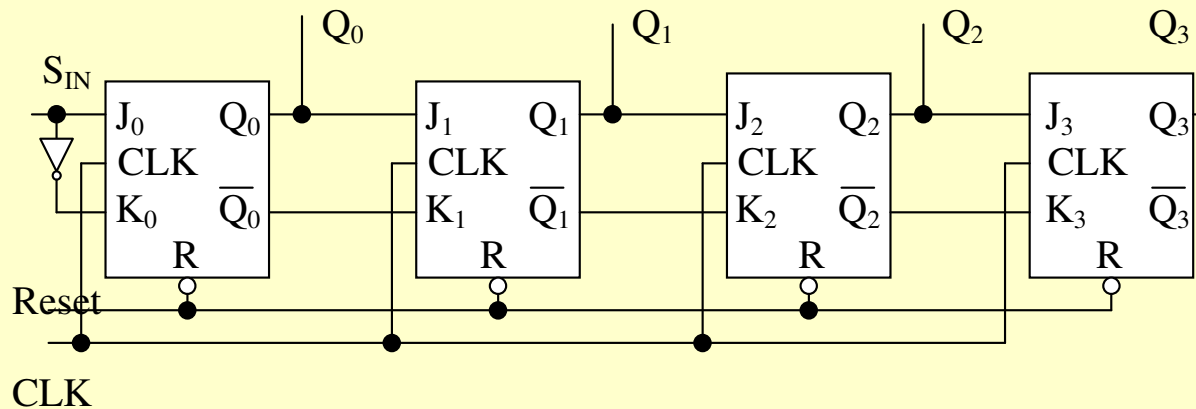 Q₀ Q₁ Q₂ Q₃
S_IN
J₀ Q₀ J₁ Q₁ J₂ Q₂ J₃ Q₃
CLK CLK CLK CLK
K₀ Q̅₀ K₁ Q̅₁ K₂ Q̅₂ K₃ Q̅₃
R R R R
Reset
CLK